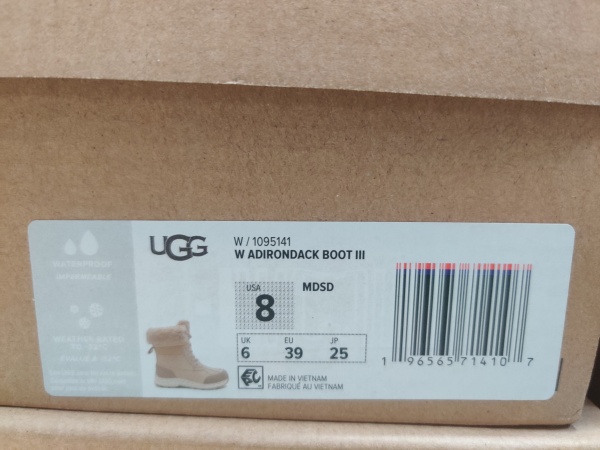 WATERPROOF
IMPERMÉABLE
UGG
W / 1095141
W ADIRONDACK BOOT III
USA
8
MDSD
UK
6
EU
39
JP
25
MADE IN VIETNAM
FABRIQUÉ AU VIETNAM
1 96565 71410 7